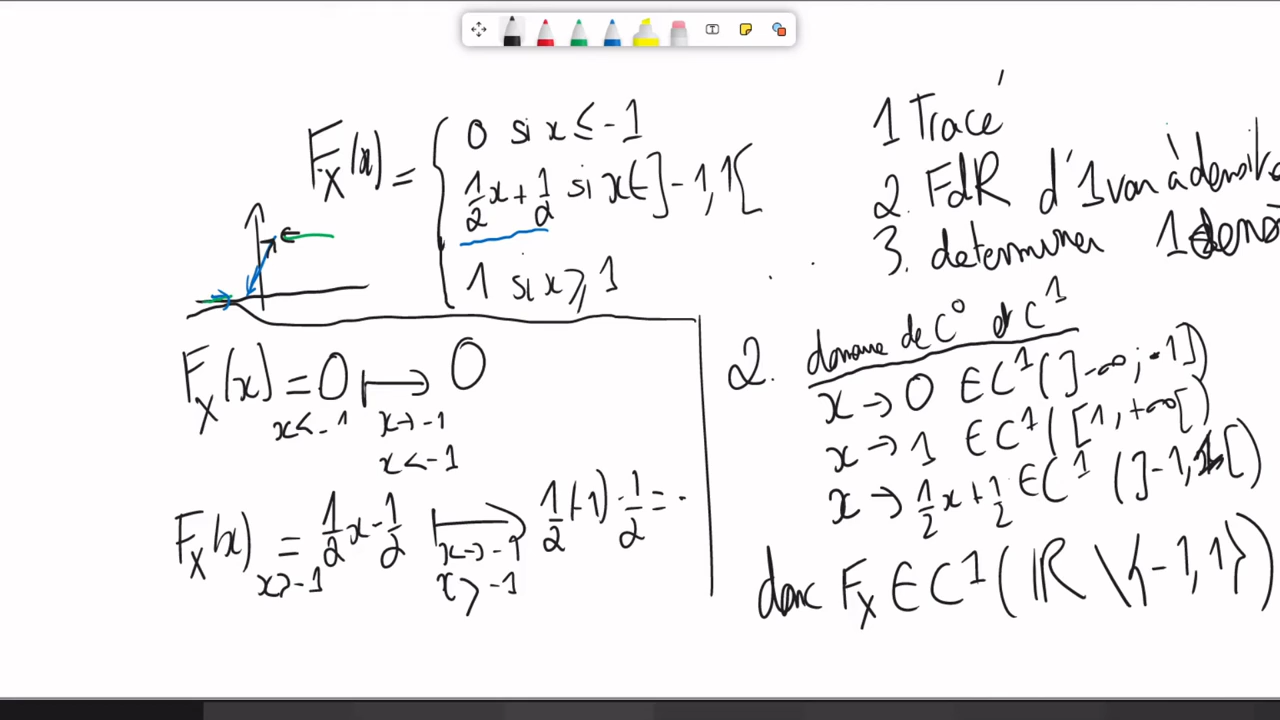 F_X(x) = { 0 si x ≤ -1
1/2 x + 1/2 si x ∈ ]-1, 1[
1 si x ≥ 1
F_X(x) = 0 ⟼ 0
x < -1 x → -1
x < -1
F_X(x) = 1/2 x - 1/2 ⟼ 1/2 (-1) - 1/2 = -
x > -1 x → -1
x > -1
1 Tracé
2. FdR d'1 var à densit
3. determiner 1 dens
2. domaine de C⁰ et C¹
x → 0 ∈ C¹(]-∞; -1])
x → 1 ∈ C¹([1, +∞[)
x → 1/2 x + 1/2 ∈ C¹(]-1, 1[)
donc F_X ∈ C¹(ℝ \ {-1, 1})